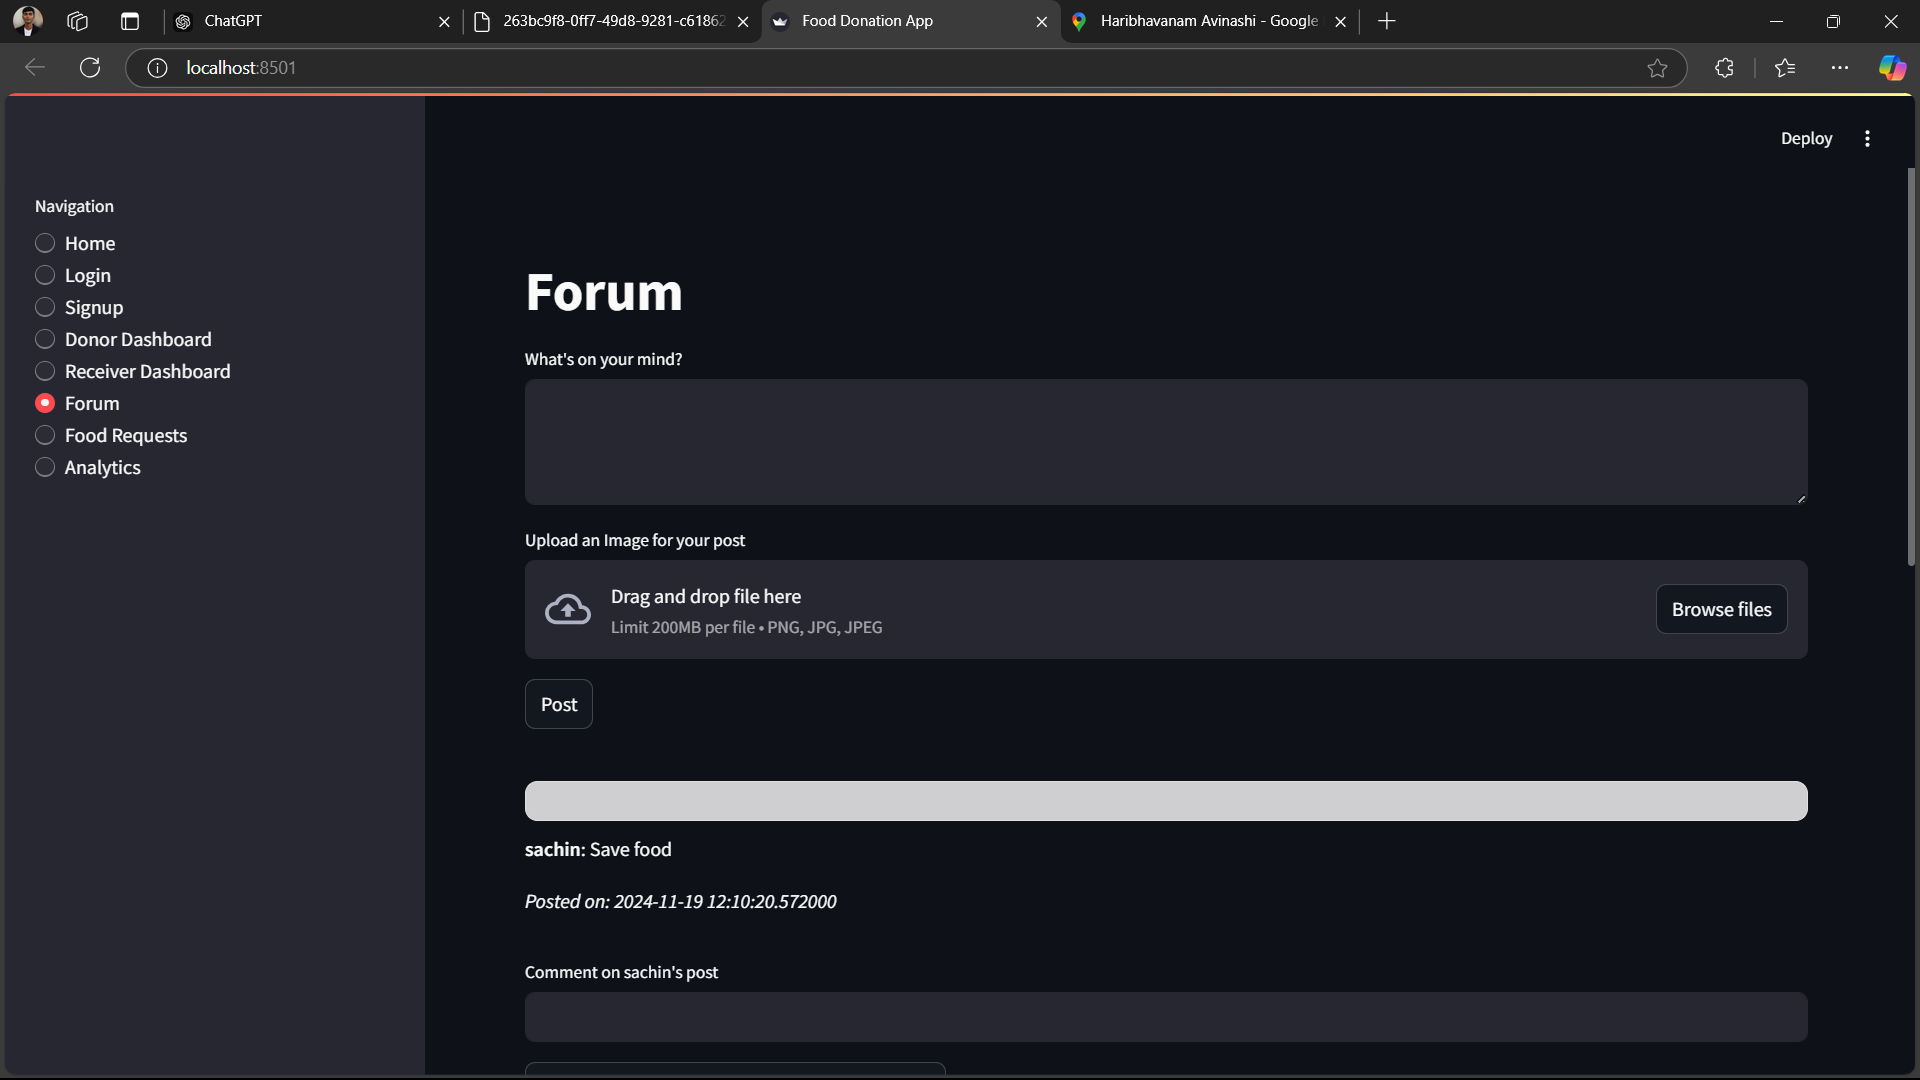 ChatGPT
263bc9f8-0ff7-49d8-9281-c61862
Food Donation App
Haribhavanam Avinashi - Google
localhost:8501
Deploy
Navigation
Home
Login
Signup
Donor Dashboard
Receiver Dashboard
Forum
Food Requests
Analytics
Forum
What's on your mind?
Upload an Image for your post
Drag and drop file here
Limit 200MB per file • PNG, JPG, JPEG
Browse files
Post
sachin: Save food
Posted on: 2024-11-19 12:10:20.572000
Comment on sachin's post